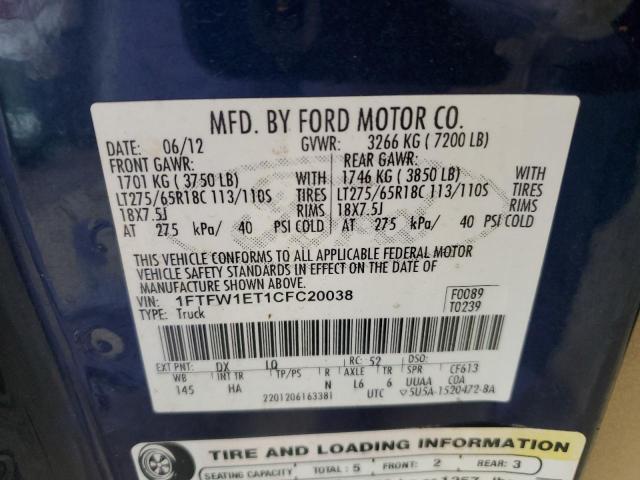 MFD. BY FORD MOTOR CO.
DATE: 06/12 GVWR: 3266 KG ( 7200 LB)
FRONT GAWR: REAR GAWR:
1701 KG ( 3750 LB) WITH 1746 KG ( 3850 LB) WITH
LT275/65R18C 113/110S TIRES LT275/65R18C 113/110S TIRES
18X7.5J RIMS 18X7.5J RIMS
AT 275 kPa/ 40 PSI COLD AT 275 kPa/ 40 PSI COLD
THIS VEHICLE CONFORMS TO ALL APPLICABLE FEDERAL MOTOR
VEHICLE SAFETY STANDARDS IN EFFECT ON THE DATE OF
MANUFACTURE SHOWN ABOVE.
VIN: 1FTFW1ET1CFC20038 F0089
TYPE: Truck T0239
EXT PNT: DX LQ RC: 52 DSO:
WB INT TR TP/PS R AXLE TR SPR CF613
145 HA N L6 6 UUAA COA
2201206163381 UTC 5U5A-1520472-BA
TIRE AND LOADING INFORMATION
SEATING CAPACITY TOTAL : 5 FRONT: 2 REAR: 3